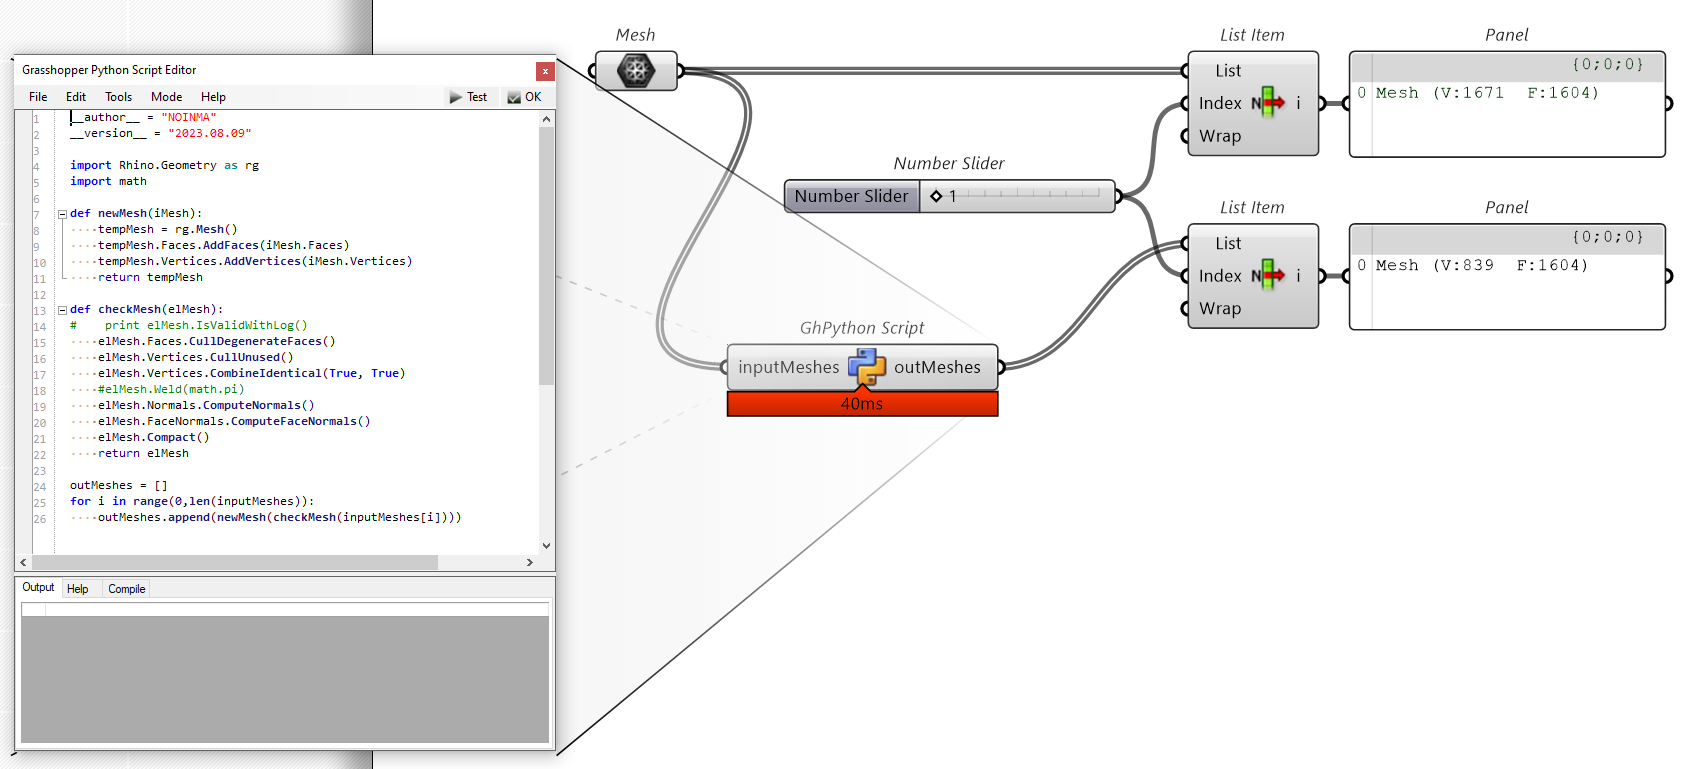 Grasshopper Python Script Editor
x
File Edit Tools Mode Help Test OK
1 __author__ = "NOINMA"
2 __version__ = "2023.08.09"
3
4 import Rhino.Geometry as rg
5 import math
6
7 def newMesh(iMesh):
8 ····tempMesh = rg.Mesh()
9 ····tempMesh.Faces.AddFaces(iMesh.Faces)
10 ····tempMesh.Vertices.AddVertices(iMesh.Vertices)
11 ····return tempMesh
12
13 def checkMesh(elMesh):
14 #    print elMesh.IsValidWithLog()
15 ····elMesh.Faces.CullDegenerateFaces()
16 ····elMesh.Vertices.CullUnused()
17 ····elMesh.Vertices.CombineIdentical(True, True)
18 ····#elMesh.Weld(math.pi)
19 ····elMesh.Normals.ComputeNormals()
20 ····elMesh.FaceNormals.ComputeFaceNormals()
21 ····elMesh.Compact()
22 ····return elMesh
23
24 outMeshes = []
25 for i in range(0,len(inputMeshes)):
26 ····outMeshes.append(newMesh(checkMesh(inputMeshes[i])))
Output Help Compile
Mesh
Number Slider
Number Slider 1
GhPython Script
inputMeshes outMeshes
40ms
List Item
List
Index N i
Wrap
Panel
{0;0;0}
0 Mesh (V:1671 F:1604)
List Item
List
Index N i
Wrap
Panel
{0;0;0}
0 Mesh (V:839 F:1604)